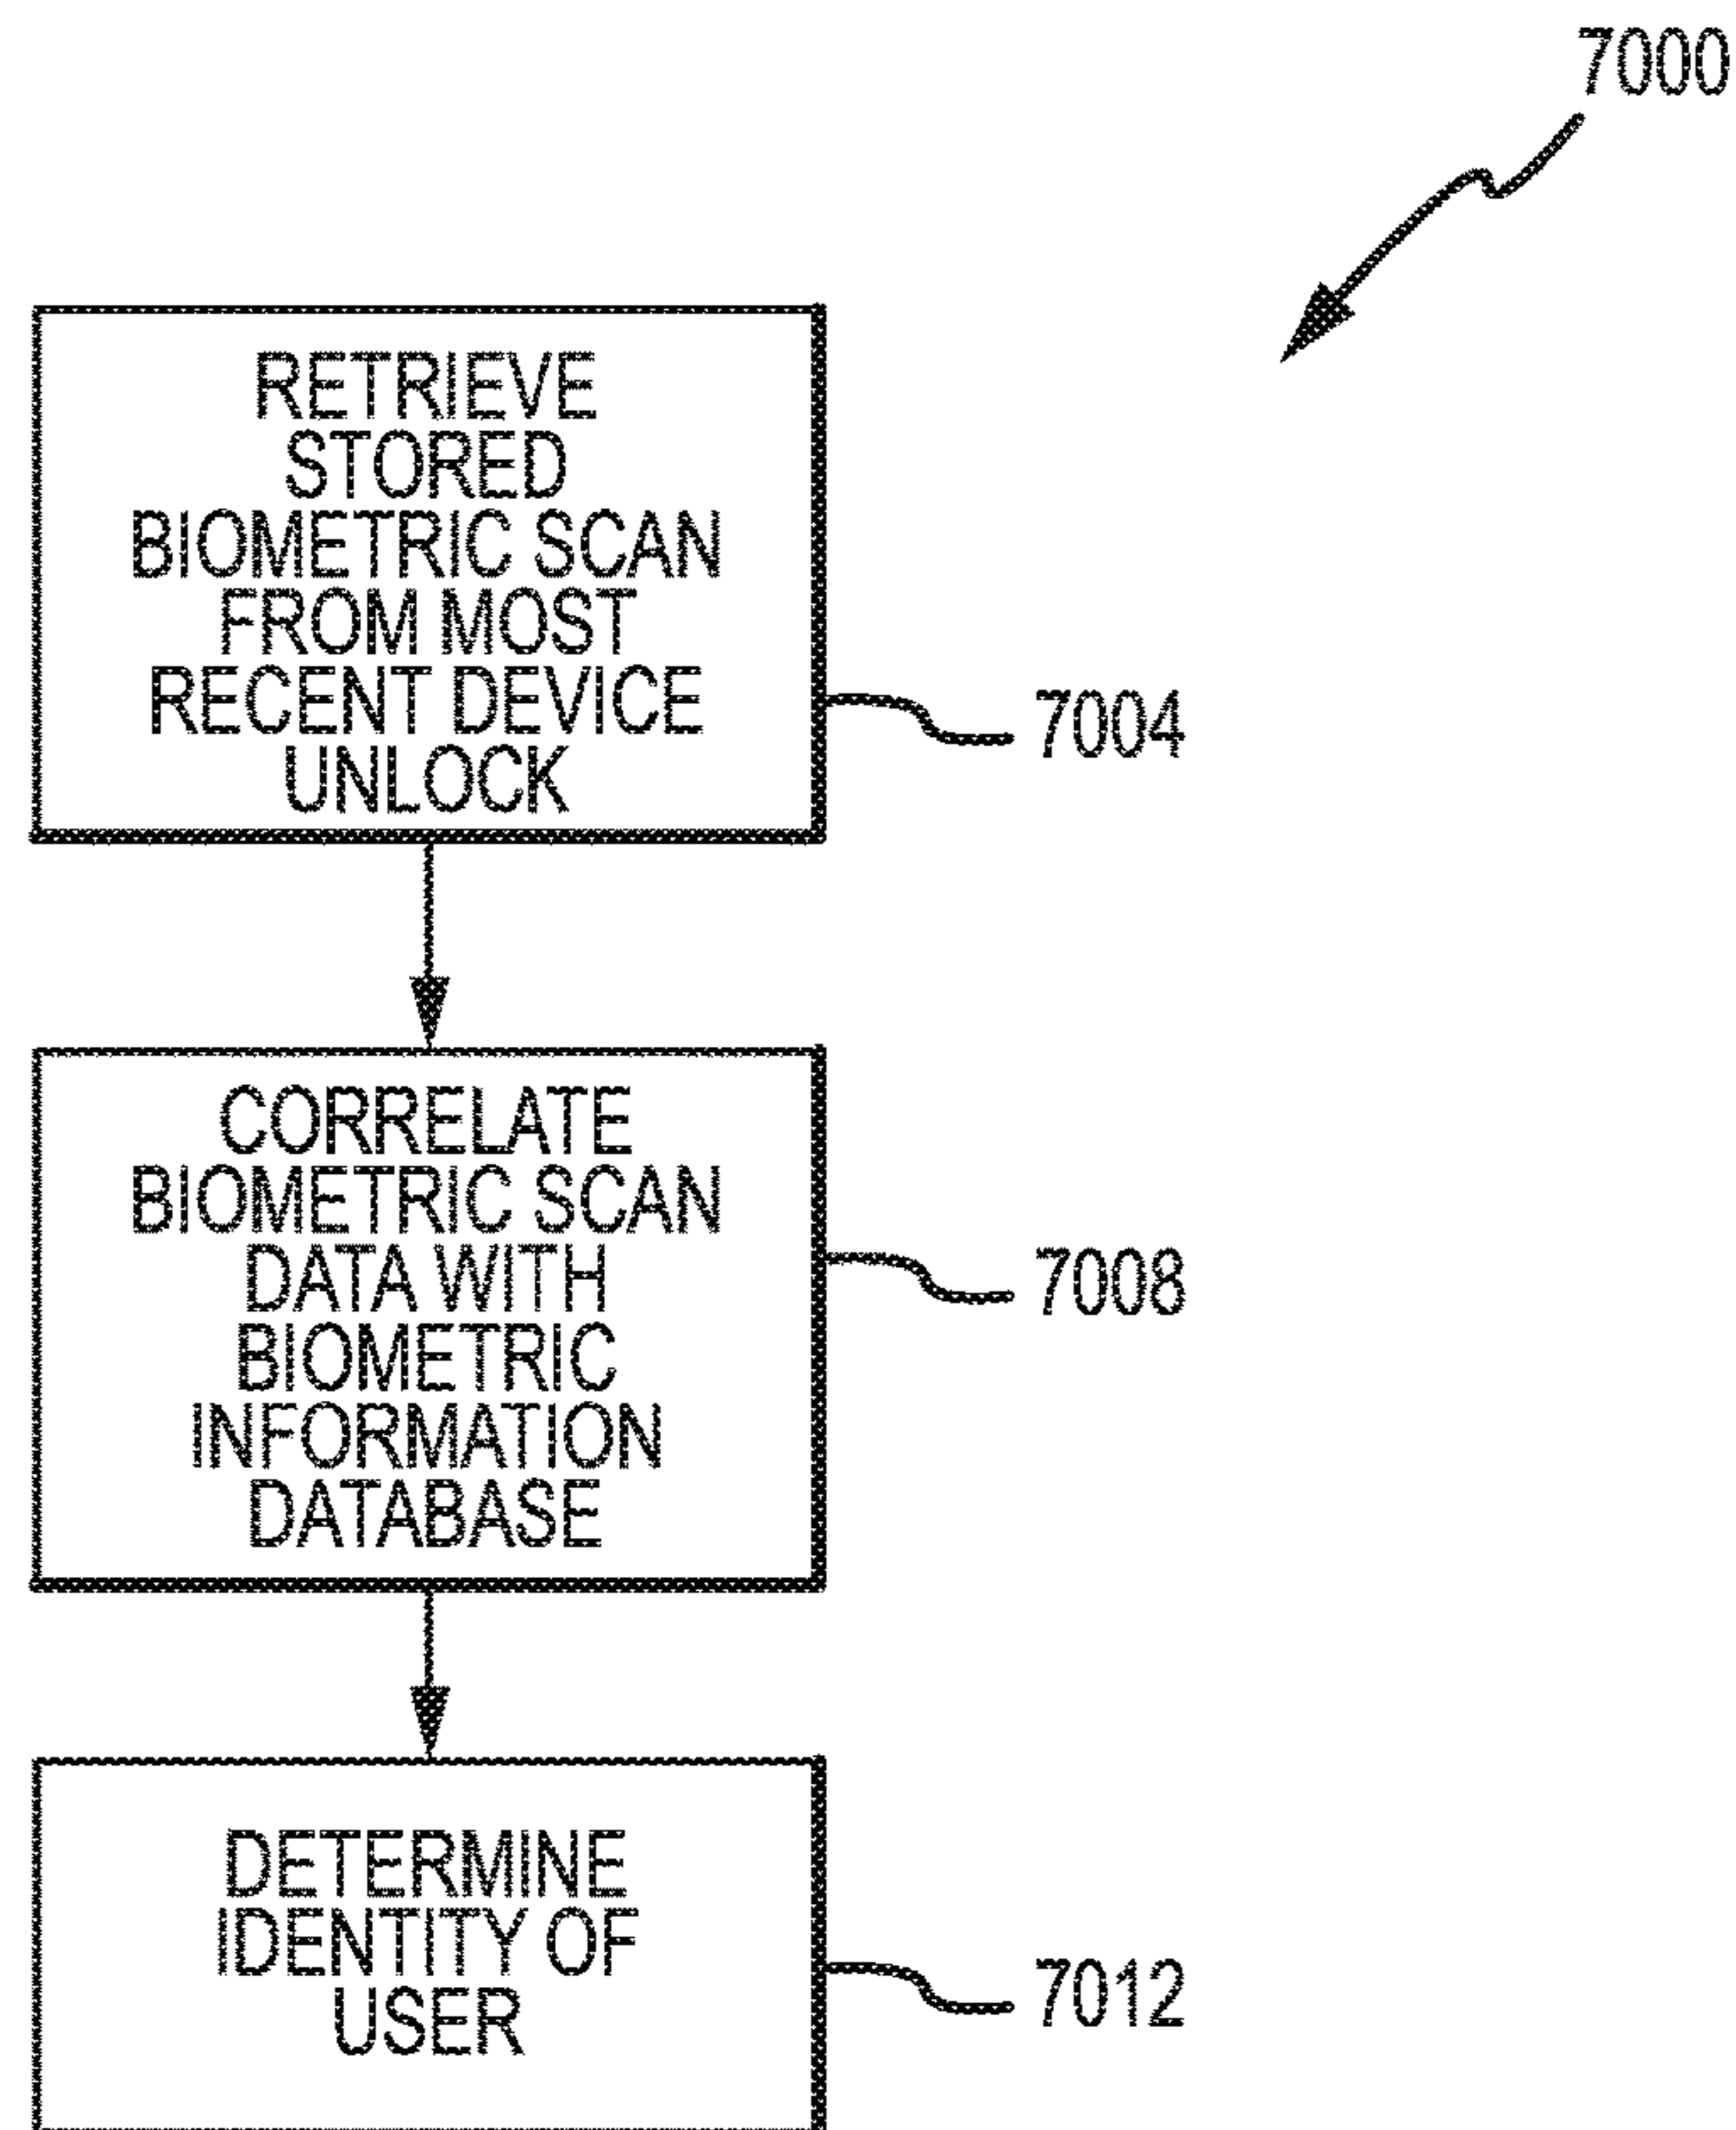 7000
RETRIEVE
STORED
BIOMETRIC SCAN
FROM MOST
RECENT DEVICE
UNLOCK
7004
CORRELATE
BIOMETRIC SCAN
DATA WITH
BIOMETRIC
INFORMATION
DATABASE
7008
DETERMINE
IDENTITY OF
USER
7012